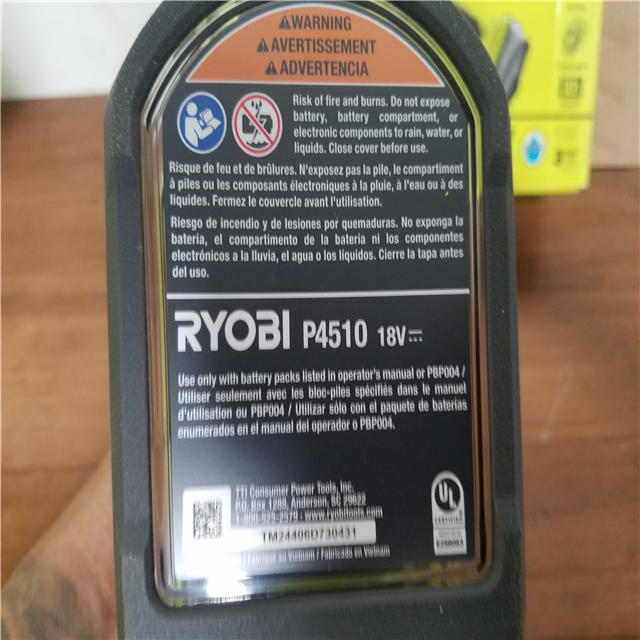 WARNING
AVERTISSEMENT
ADVERTENCIA
Risk of fire and burns. Do not expose
battery, battery compartment, or
electronic components to rain, water, or
liquids. Close cover before use.
Risque de feu et de brûlures. N'exposez pas la pile, le compartiment
à piles ou les composants électroniques à la pluie, à l'eau ou à des
liquides. Fermez le couvercle avant l'utilisation.
Riesgo de incendio y de lesiones por quemaduras. No exponga la
batería, el compartimento de la batería ni los componentes
electrónicos a la lluvia, el agua o los líquidos. Cierre la tapa antes
del uso.
RYOBI P4510 18V
Use only with battery packs listed in operator's manual or PBP004 /
Utiliser seulement avec les bloc-piles spécifiés dans le manuel
d'utilisation ou PBP004 / Utilizar sólo con el paquete de baterías
enumerados en el manual del operador o PBP004.
TTI Consumer Power Tools, Inc.
P.O. Box 1288, Anderson, SC 29622
www.ryobitools.com
TM24406D730431
in Vietnam / Fabricado en Vietnam
UL
CERTIFIED